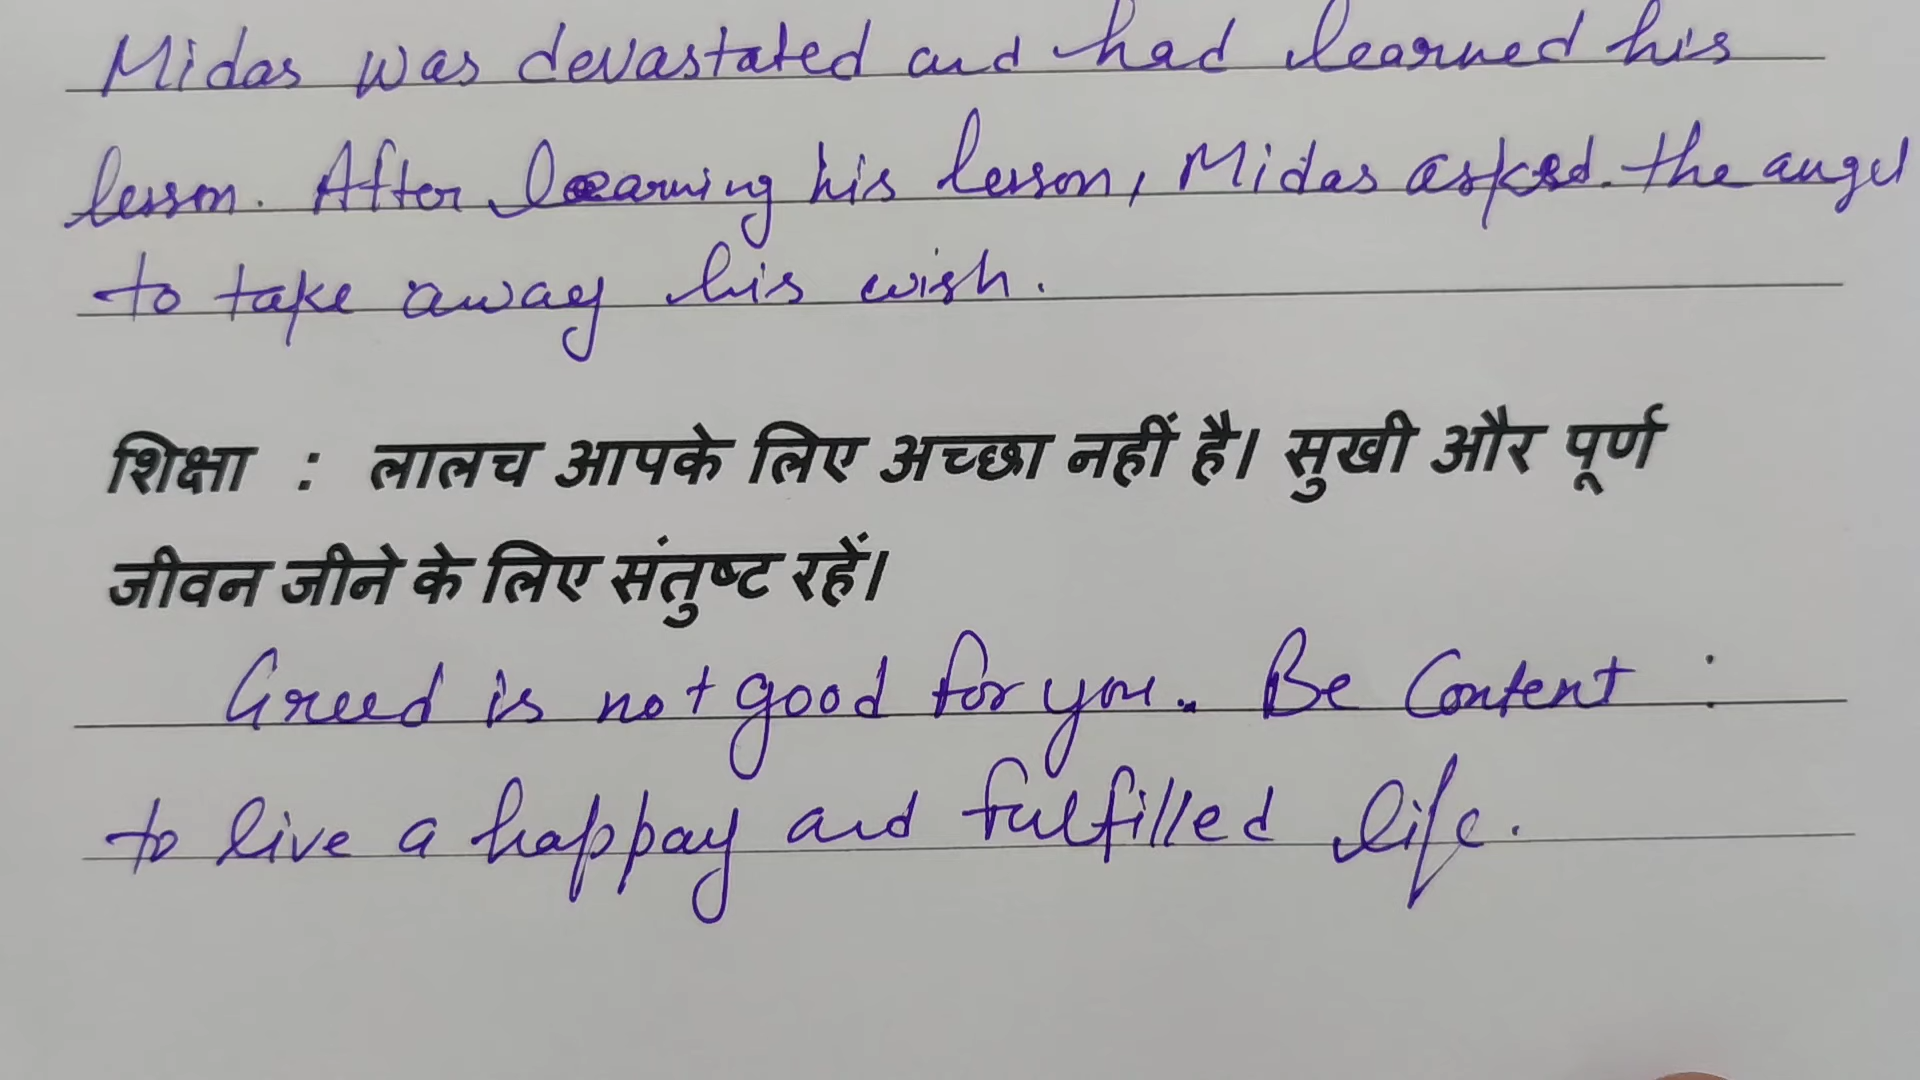 Midas was devastated and had learned his
lesson. After learning his lesson, Midas asked the angel
to take away his wish.
शिक्षा : लालच आपके लिए अच्छा नहीं है। सुखी और पूर्ण
जीवन जीने के लिए संतुष्ट रहें।
Greed is not good for you. Be Content :
to live a happay and fulfilled life.